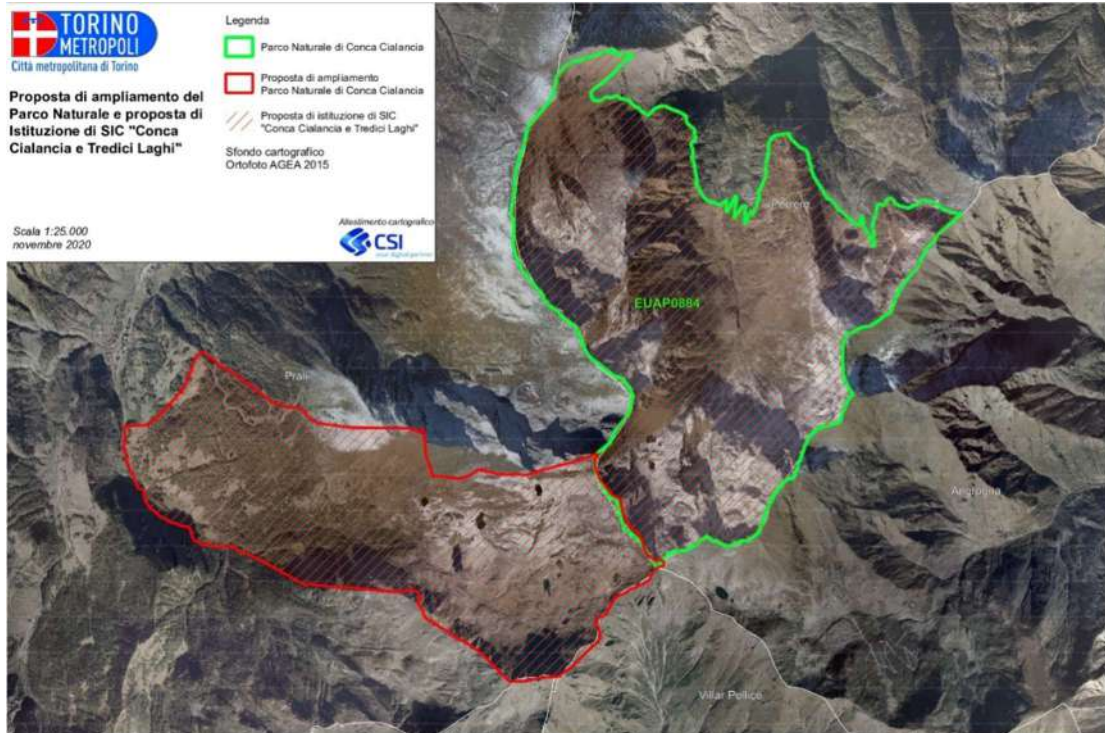 TORINO
METROPOLI
Città metropolitana di Torino
Proposta di ampliamento del
Parco Naturale e proposta di
Istituzione di SIC "Conca
Cialancia e Tredici Laghi"
Scala 1:25.000
novembre 2020
Legenda
Parco Naturale di Conca Cialancia
Proposta di ampliamento
Parco Naturale di Conca Cialancia
Proposta di istituzione di SIC
"Conca Cialancia e Tredici Laghi"
Sfondo cartografico
Ortofoto AGEA 2015
Allestimento cartografico
CSI
Perrero
EUAP0884
Prali
Angrogna
Villar Pellice